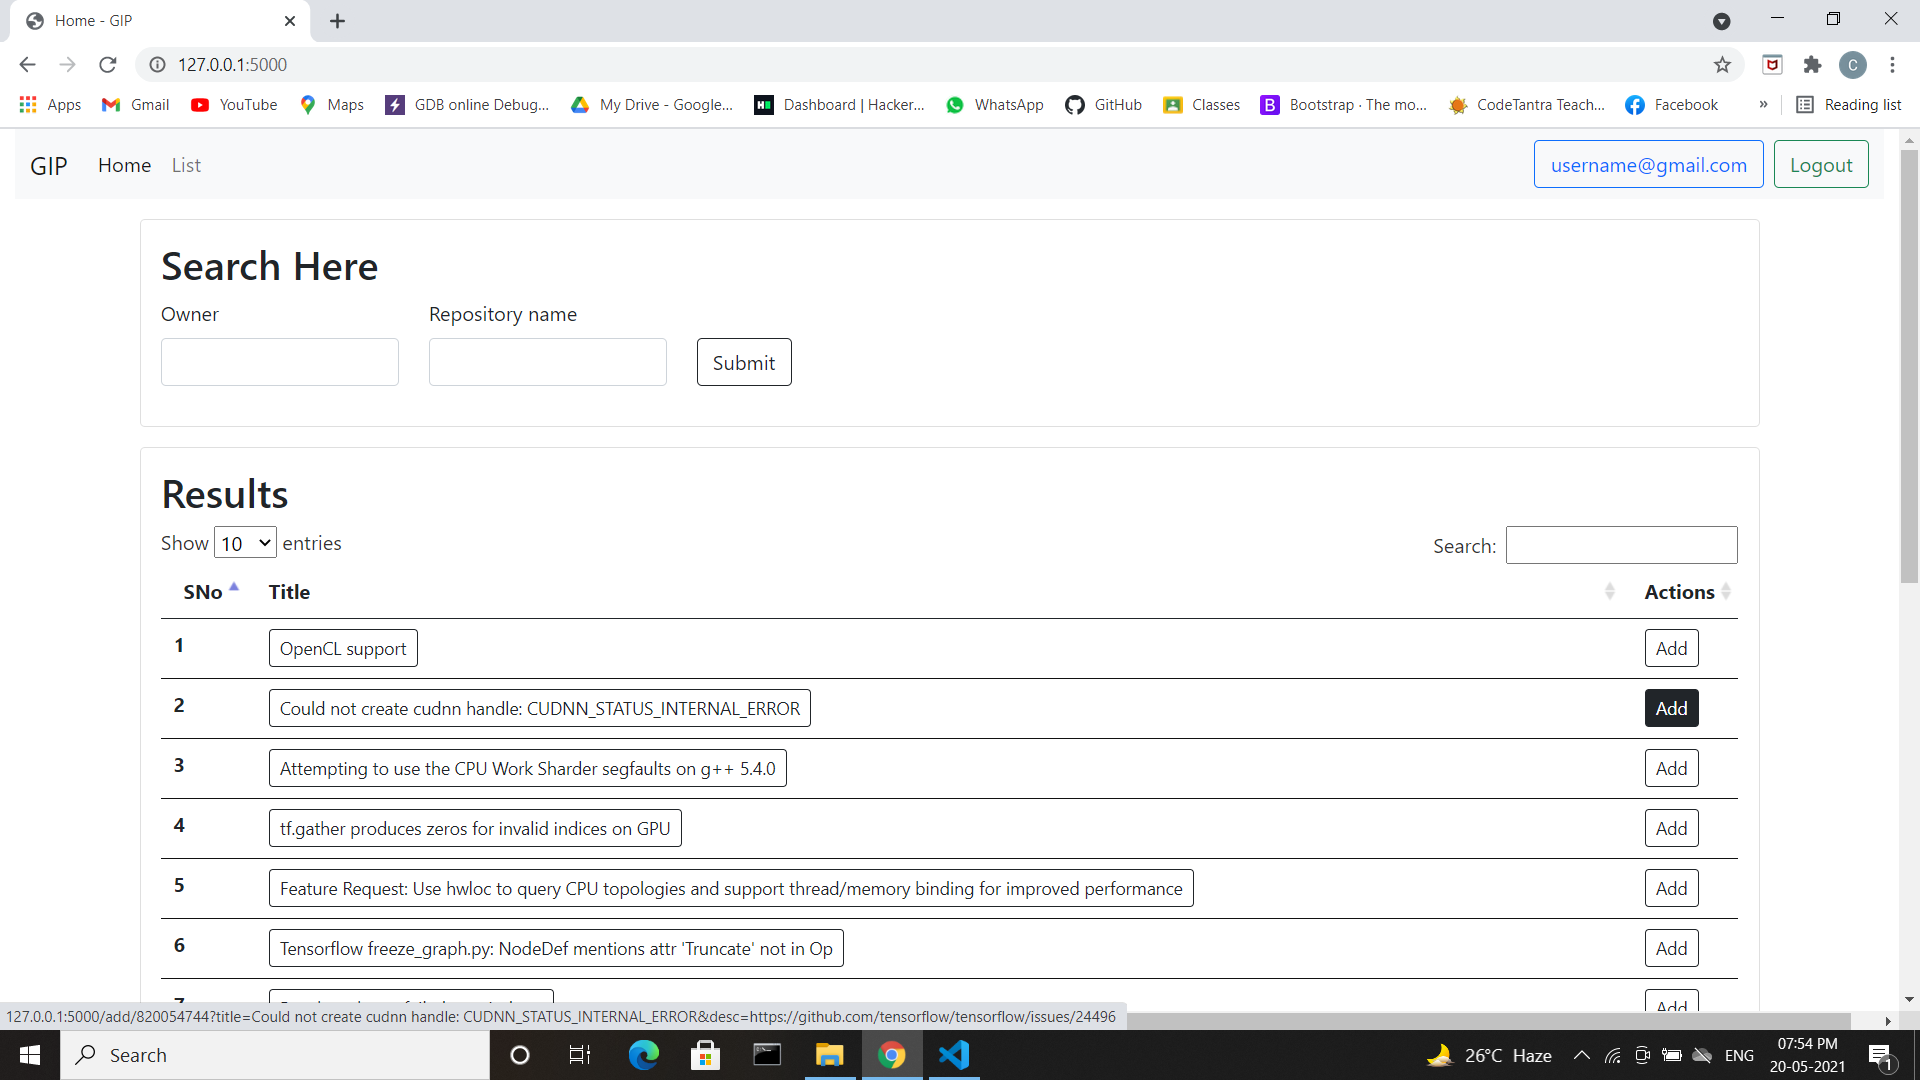 Home - GIP
127.0.0.1:5000
Apps Gmail YouTube Maps GDB online Debug... My Drive - Google... Dashboard | Hacker... WhatsApp GitHub Classes Bootstrap · The mo... CodeTantra Teach... Facebook » Reading list
GIP Home List username@gmail.com Logout
Search Here
Owner Repository name
Submit
Results
Show 10 entries Search:
SNo Title Actions
1 OpenCL support Add
2 Could not create cudnn handle: CUDNN_STATUS_INTERNAL_ERROR Add
3 Attempting to use the CPU Work Sharder segfaults on g++ 5.4.0 Add
4 tf.gather produces zeros for invalid indices on GPU Add
5 Feature Request: Use hwloc to query CPU topologies and support thread/memory binding for improved performance Add
6 Tensorflow freeze_graph.py: NodeDef mentions attr 'Truncate' not in Op Add
7 Add
127.0.0.1:5000/add/820054744?title=Could not create cudnn handle: CUDNN_STATUS_INTERNAL_ERROR&desc=https://github.com/tensorflow/tensorflow/issues/24496
Search 26°C Haze ENG 07:54 PM
20-05-2021 1